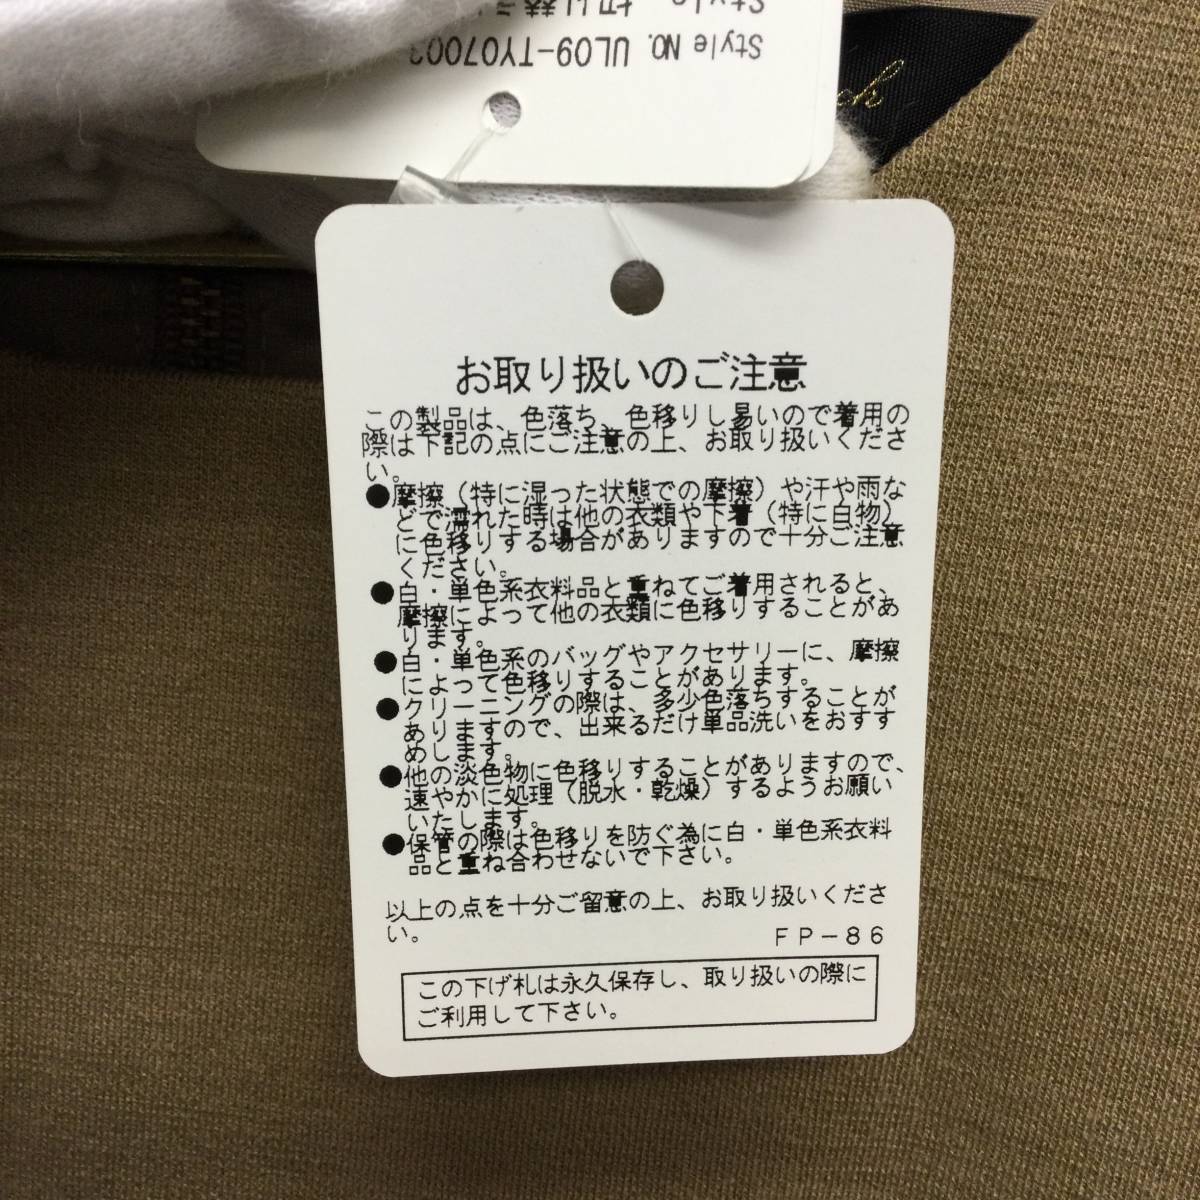 Style 切り替え
Style NO. UL09-TY07003
ck
お取り扱いのご注意
この製品は、色落ち、色移りし易いので着用の
際は下記の点にご注意の上、お取り扱いくださ
い。
●摩擦（特に湿った状態での摩擦）や汗や雨な
どで濡れた時は他の衣類や下着（特に白物）
に色移りする場合がありますので十分ご注意
ください。
●白・単色系衣料品と重ねてご着用されると、
摩擦によって他の衣類に色移りすることがあ
ります。
●白・単色系のバッグやアクセサリーに、摩擦
によって色移りすることがあります。
●クリーニングの際は、多少色落ちすることが
ありますので、出来るだけ単品洗いをおすす
めします。
●他の淡色物に色移りすることがありますので、
速やかに処理（脱水・乾燥）するようお願い
いたします。
●保管の際は色移りを防ぐ為に白・単色系衣料
品と重ね合わせないで下さい。
以上の点を十分ご留意の上、お取り扱いくださ
い。
ＦＰ－８６
この下げ札は永久保存し、取り扱いの際に
ご利用して下さい。